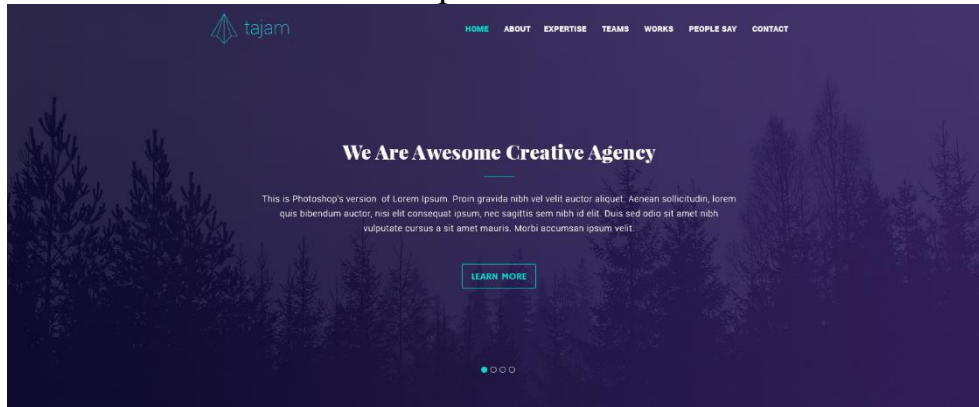 tajam
HOME ABOUT EXPERTISE TEAMS WORKS PEOPLE SAY CONTACT
We Are Awesome Creative Agency
This is Photoshop's version of Lorem Ipsum. Proin gravida nibh vel velit auctor aliquet. Aenean sollicitudin, lorem
quis bibendum auctor, nisi elit consequat ipsum, nec sagittis sem nibh id elit. Duis sed odio sit amet nibh
vulputate cursus a sit amet mauris. Morbi accumsan ipsum velit.
LEARN MORE